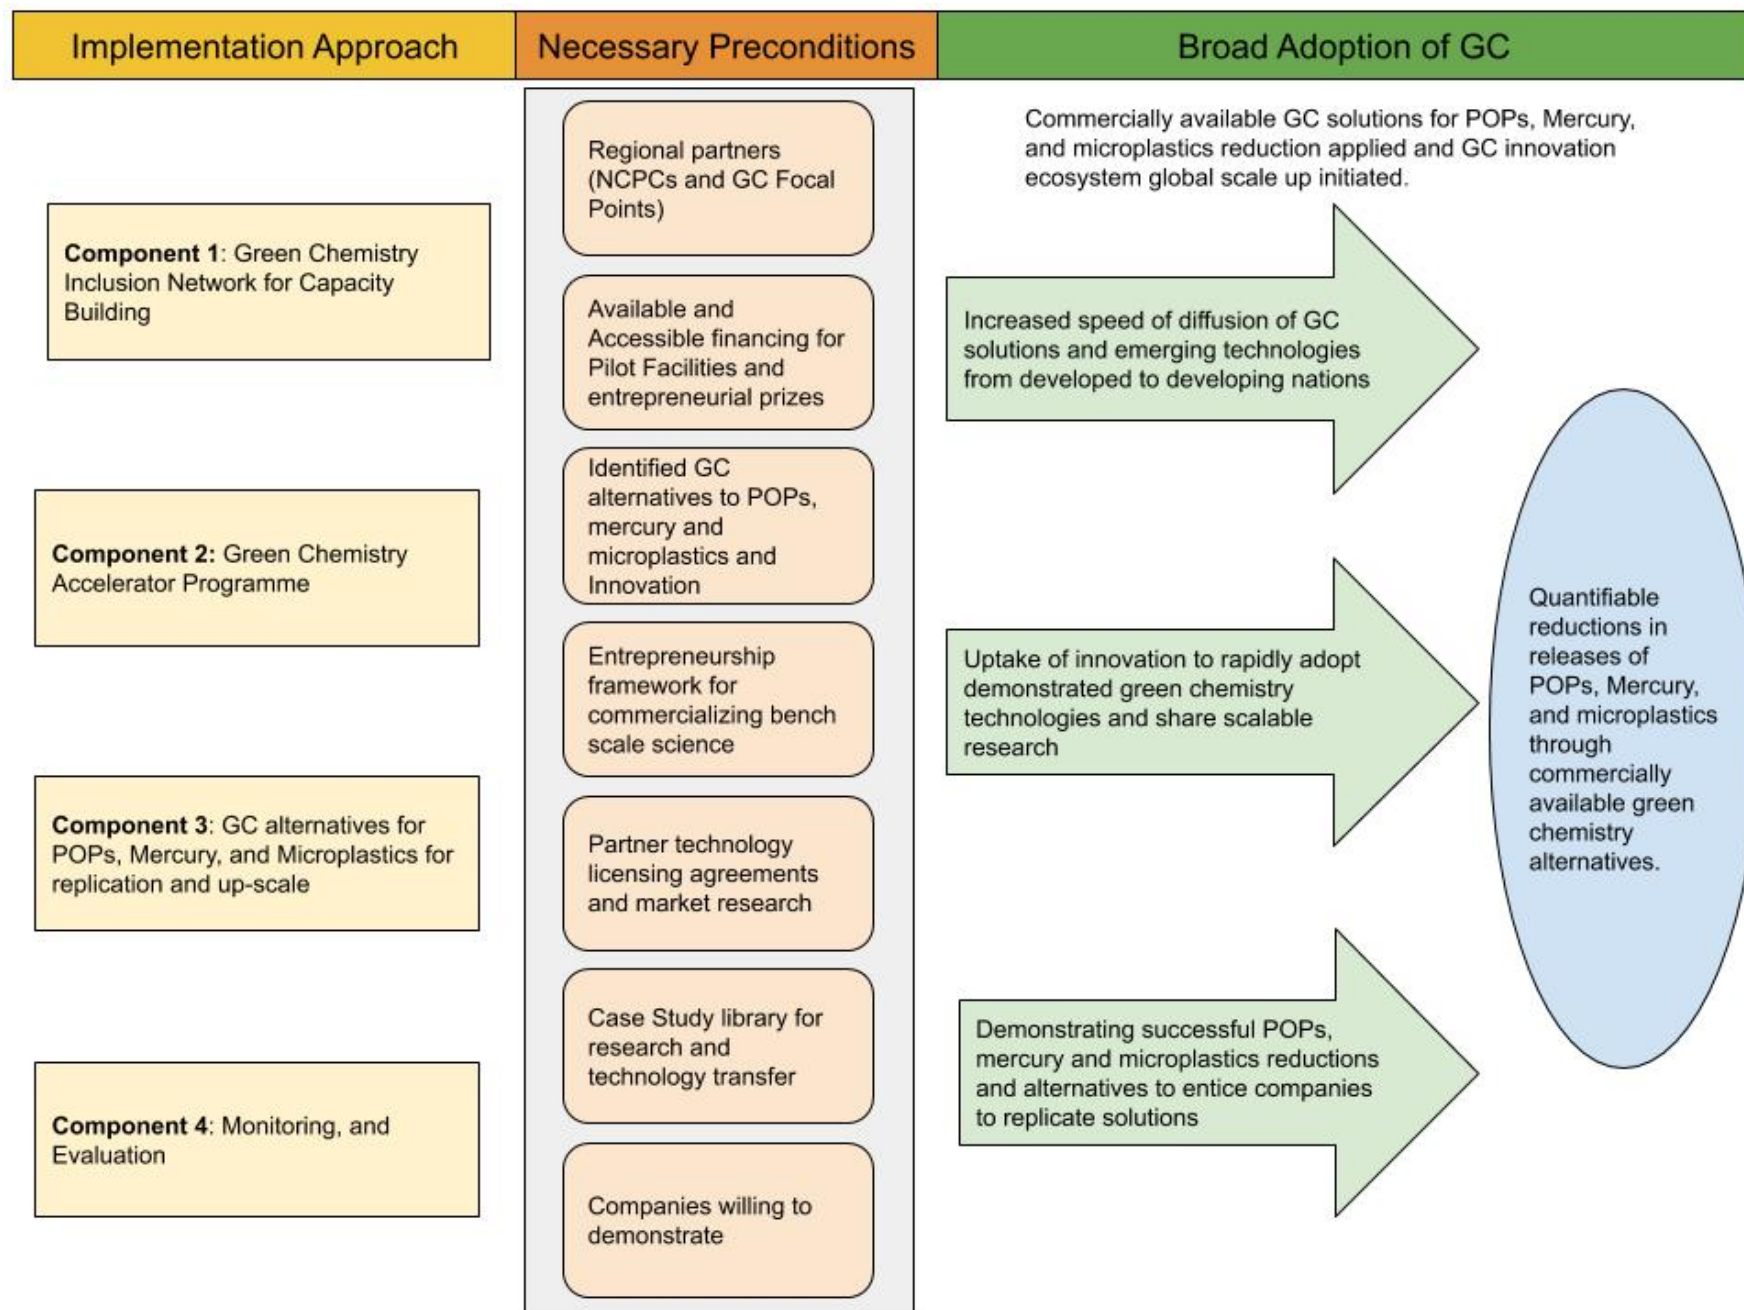 Implementation Approach
Necessary Preconditions
Broad Adoption of GC
Component 1: Green Chemistry
Inclusion Network for Capacity
Building
Component 2: Green Chemistry
Accelerator Programme
Component 3: GC alternatives for
POPs, Mercury, and Microplastics for
replication and up-scale
Component 4: Monitoring, and
Evaluation
Regional partners
(NCPCs and GC Focal
Points)
Available and
Accessible financing for
Pilot Facilities and
entrepreneurial prizes
Identified GC
alternatives to POPs,
mercury and
microplastics and
Innovation
Entrepreneurship
framework for
commercializing bench
scale science
Partner technology
licensing agreements
and market research
Case Study library for
research and
technology transfer
Companies willing to
demonstrate
Commercially available GC solutions for POPs, Mercury,
and microplastics reduction applied and GC innovation
ecosystem global scale up initiated.
Increased speed of diffusion of GC
solutions and emerging technologies
from developed to developing nations
Uptake of innovation to rapidly adopt
demonstrated green chemistry
technologies and share scalable
research
Demonstrating successful POPs,
mercury and microplastics reductions
and alternatives to entice companies
to replicate solutions
Quantifiable
reductions in
releases of
POPs, Mercury,
and microplastics
through
commercially
available green
chemistry
alternatives.